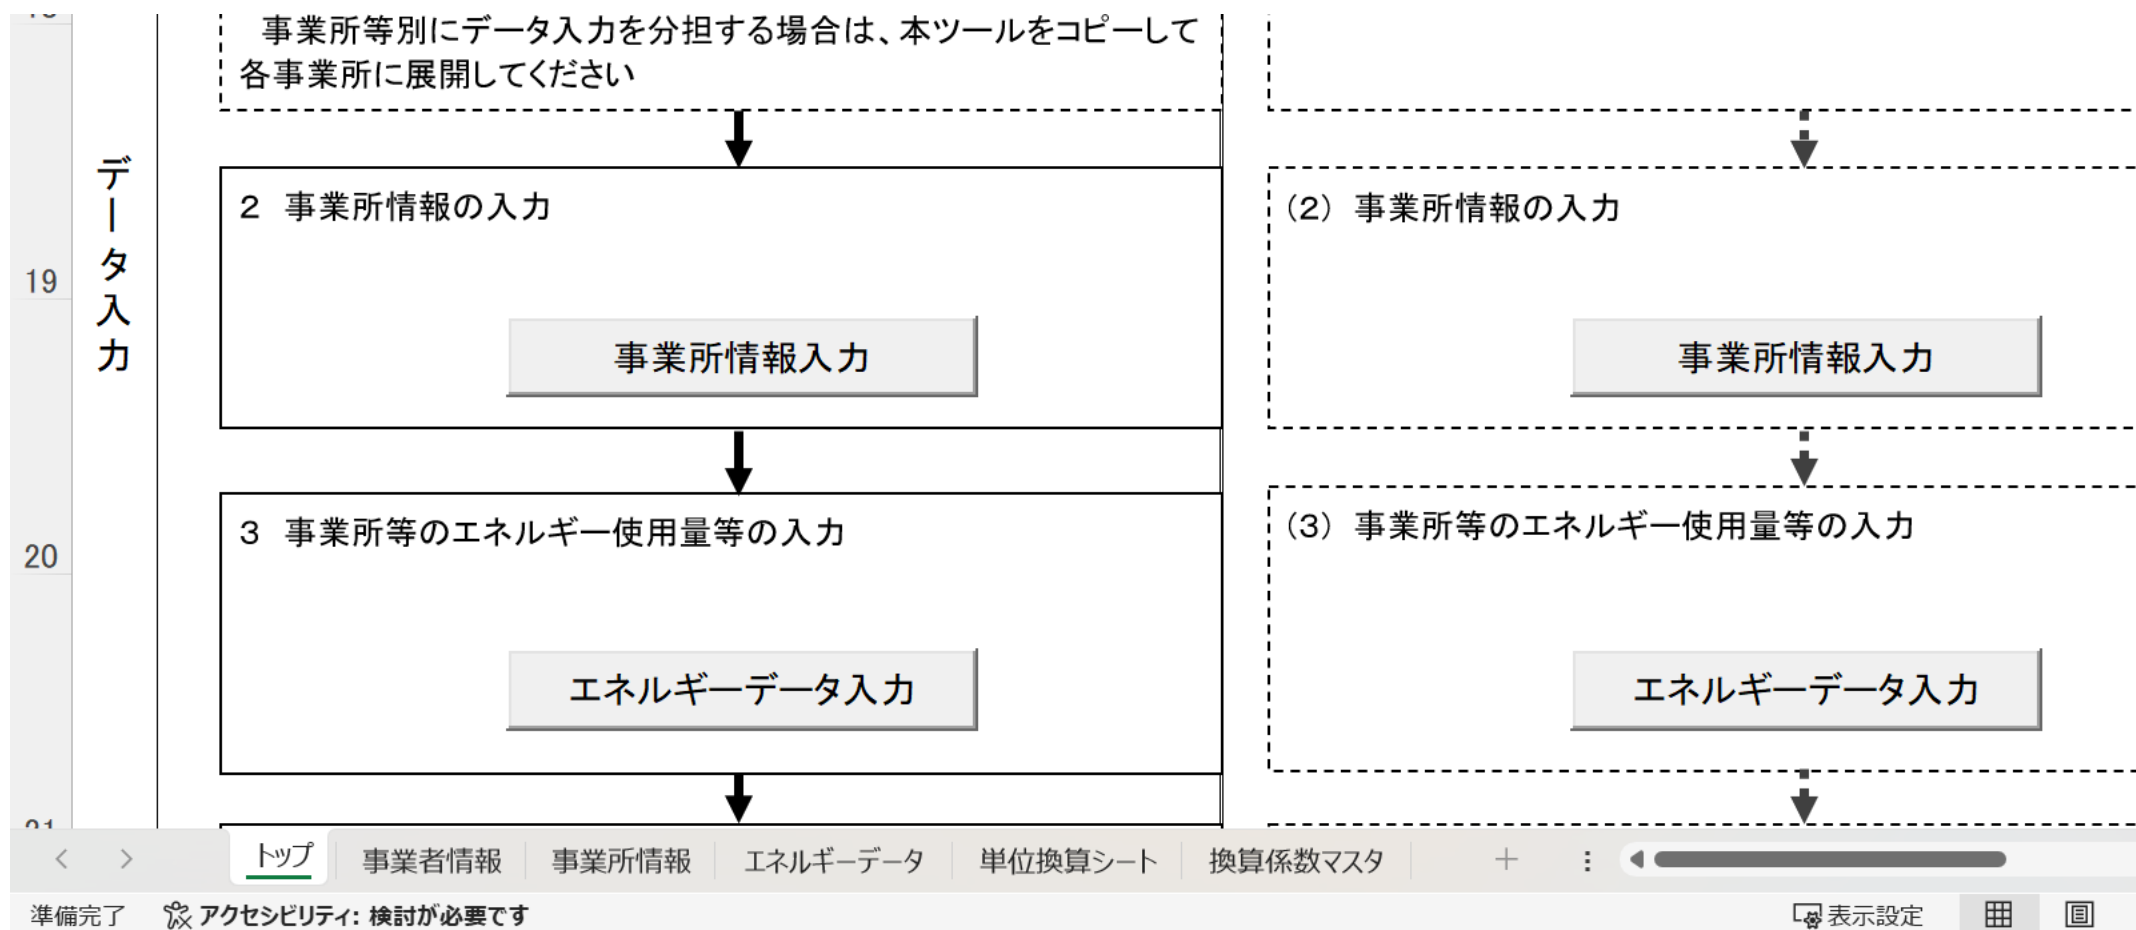 事業所等別にデータ入力を分担する場合は、本ツールをコピーして
各事業所に展開してください
データ入力
2 事業所情報の入力
(2) 事業所情報の入力
19
事業所情報入力
事業所情報入力
3 事業所等のエネルギー使用量等の入力
(3) 事業所等のエネルギー使用量等の入力
20
エネルギーデータ入力
エネルギーデータ入力
トップ 事業者情報 事業所情報 エネルギーデータ 単位換算シート 換算係数マスタ
準備完了 アクセシビリティ: 検討が必要です 表示設定